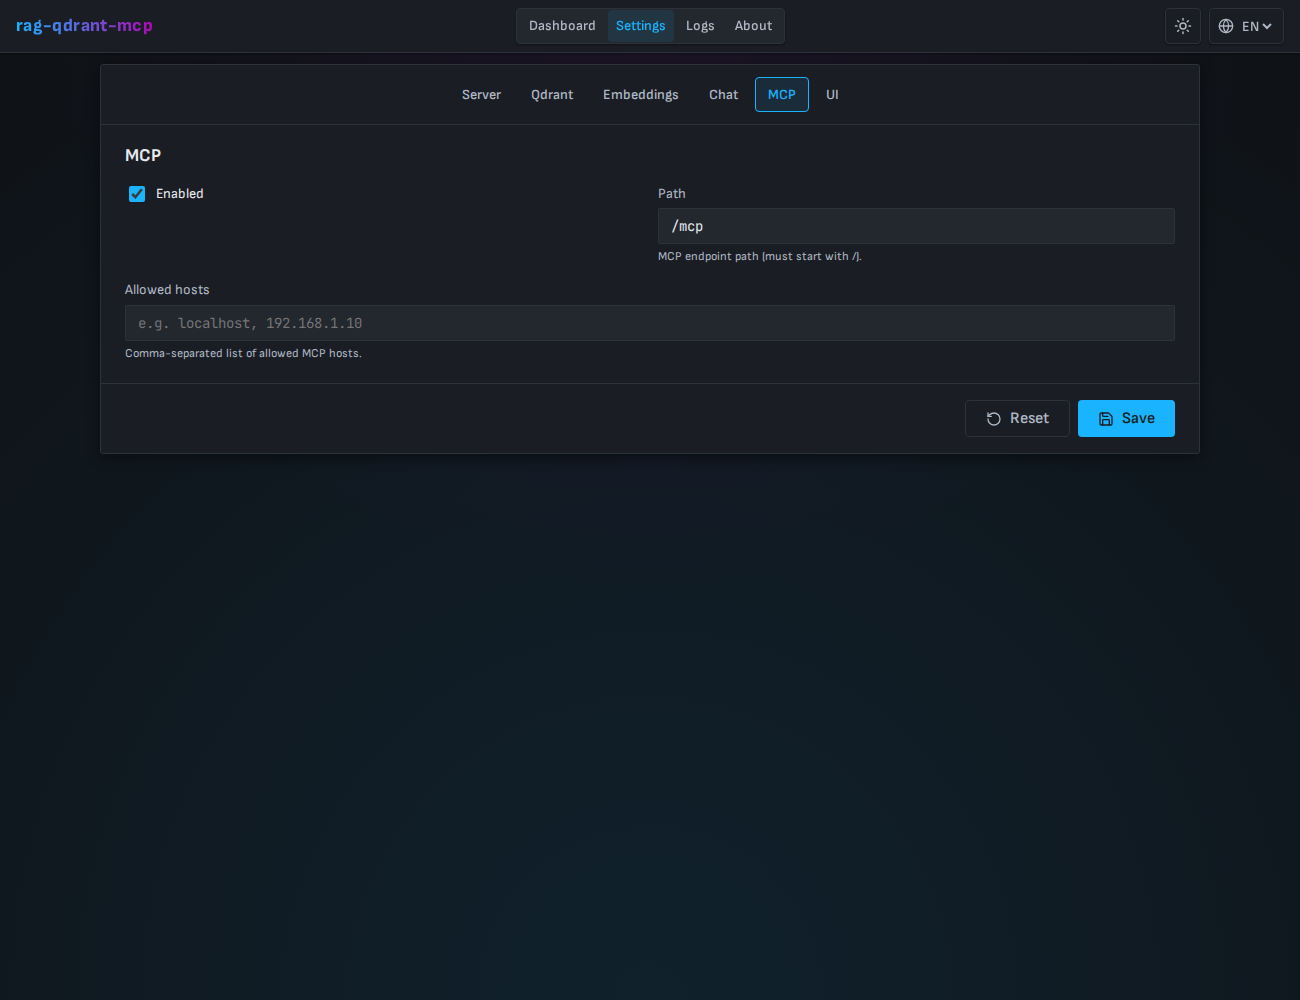 rag-qdrant-mcp
Dashboard Settings Logs About
EN
Server Qdrant Embeddings Chat MCP UI
MCP
Enabled
Path
/mcp
MCP endpoint path (must start with /).
Allowed hosts
e.g. localhost, 192.168.1.10
Comma-separated list of allowed MCP hosts.
Reset Save